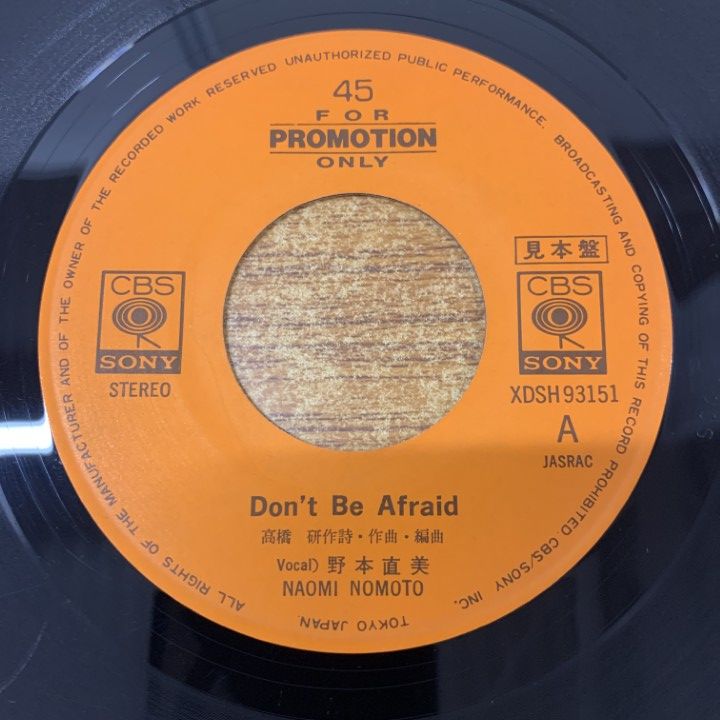 ALL RIGHTS OF THE MANUFACTURER AND OF THE OWNER OF THE RECORDED WORK RESERVED UNAUTHORIZED PUBLIC PERFORMANCE. BROADCASTING AND COPYING OF THIS RECORD PROHIBITED. CBS/SONY INC. TOKYO JAPAN.
45
FOR
PROMOTION
ONLY
見本盤
CBS
SONY
STEREO
CBS
SONY
XDSH 93151
A
JASRAC
Don't Be Afraid
高橋 研作詩・作曲・編曲
Vocal) 野本直美
NAOMI NOMOTO